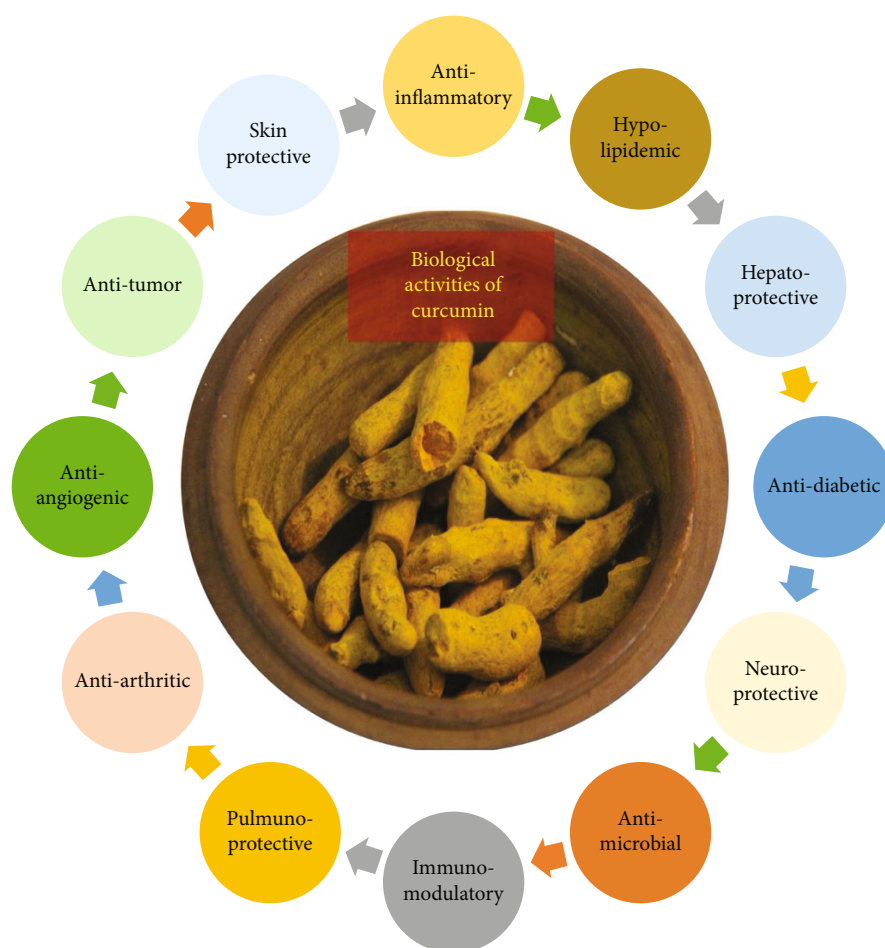 Anti-
inflammatory
Hypo-
lipidemic
Hepato-
protective
Anti-diabetic
Neuro-
protective
Anti-
microbial
Immuno-
modulatory
Pulmuno-
protective
Anti-arthritic
Anti-
angiogenic
Anti-tumor
Skin
protective
Biological
activities of
curcumin